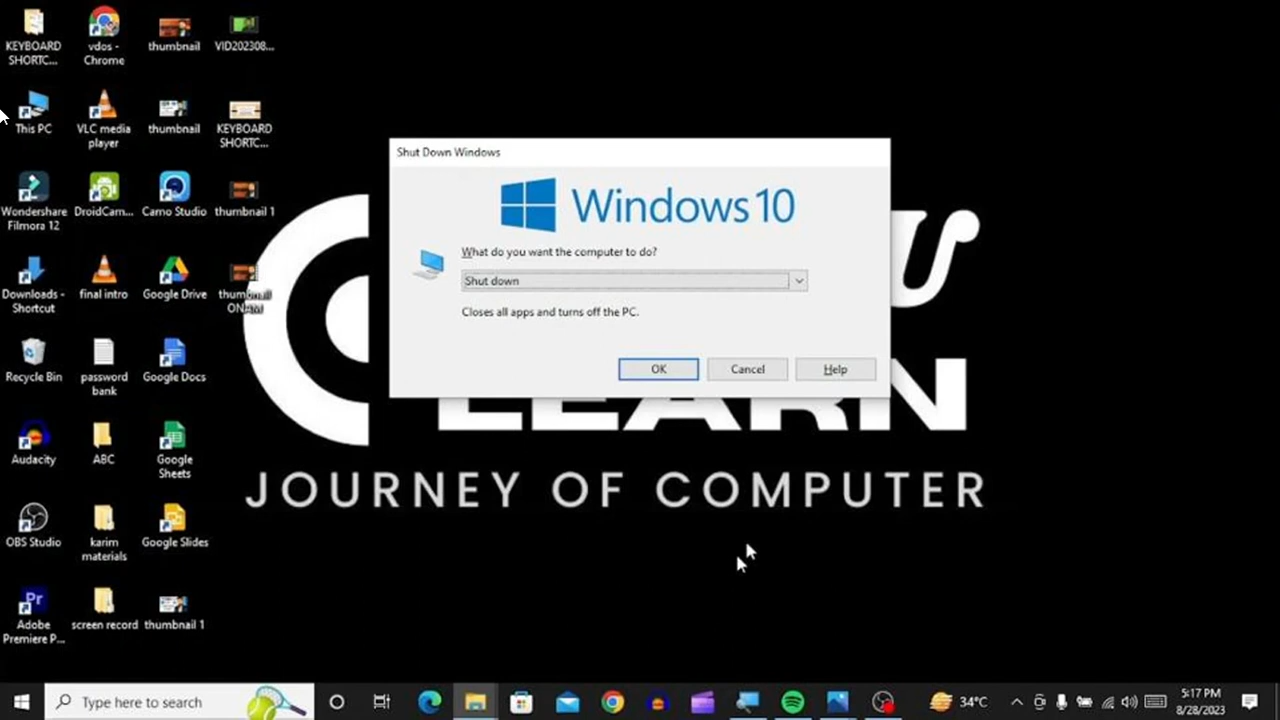 KEYBOARD
SHORTC...
vdos -
Chrome
thumbnail
VID202308...
This PC
VLC media
player
thumbnail
KEYBOARD
SHORTC...
Wondershare
Filmora 12
DroidCam...
Camo Studio
thumbnail 1
Downloads -
Shortcut
final intro
Google Drive
thumbnail
ONAM
Recycle Bin
password
bank
Google Docs
Audacity
ABC
Google
Sheets
OBS Studio
karim
materials
Google Slides
Pr
Adobe
Premiere P...
screen record
thumbnail 1
Shut Down Windows
Windows 10
What do you want the computer to do?
Shut down
Closes all apps and turns off the PC.
OK
Cancel
Help
LEARN
JOURNEY OF COMPUTER
Type here to search
34°C
5:17 PM
8/28/2023